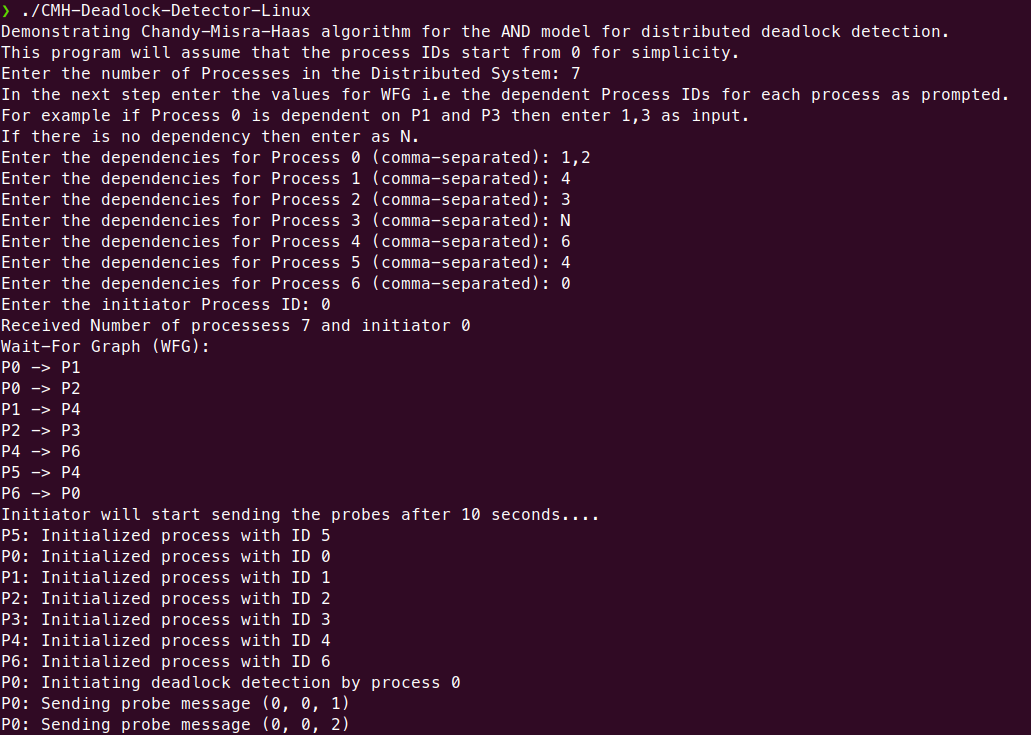 ❯ ./CMH-Deadlock-Detector-Linux
Demonstrating Chandy-Misra-Haas algorithm for the AND model for distributed deadlock detection.
This program will assume that the process IDs start from 0 for simplicity.
Enter the number of Processes in the Distributed System: 7
In the next step enter the values for WFG i.e the dependent Process IDs for each process as prompted.
For example if Process 0 is dependent on P1 and P3 then enter 1,3 as input.
If there is no dependency then enter as N.
Enter the dependencies for Process 0 (comma-separated): 1,2
Enter the dependencies for Process 1 (comma-separated): 4
Enter the dependencies for Process 2 (comma-separated): 3
Enter the dependencies for Process 3 (comma-separated): N
Enter the dependencies for Process 4 (comma-separated): 6
Enter the dependencies for Process 5 (comma-separated): 4
Enter the dependencies for Process 6 (comma-separated): 0
Enter the initiator Process ID: 0
Received Number of processess 7 and initiator 0
Wait-For Graph (WFG):
P0 -> P1
P0 -> P2
P1 -> P4
P2 -> P3
P4 -> P6
P5 -> P4
P6 -> P0
Initiator will start sending the probes after 10 seconds....
P5: Initialized process with ID 5
P0: Initialized process with ID 0
P1: Initialized process with ID 1
P2: Initialized process with ID 2
P3: Initialized process with ID 3
P4: Initialized process with ID 4
P6: Initialized process with ID 6
P0: Initiating deadlock detection by process 0
P0: Sending probe message (0, 0, 1)
P0: Sending probe message (0, 0, 2)